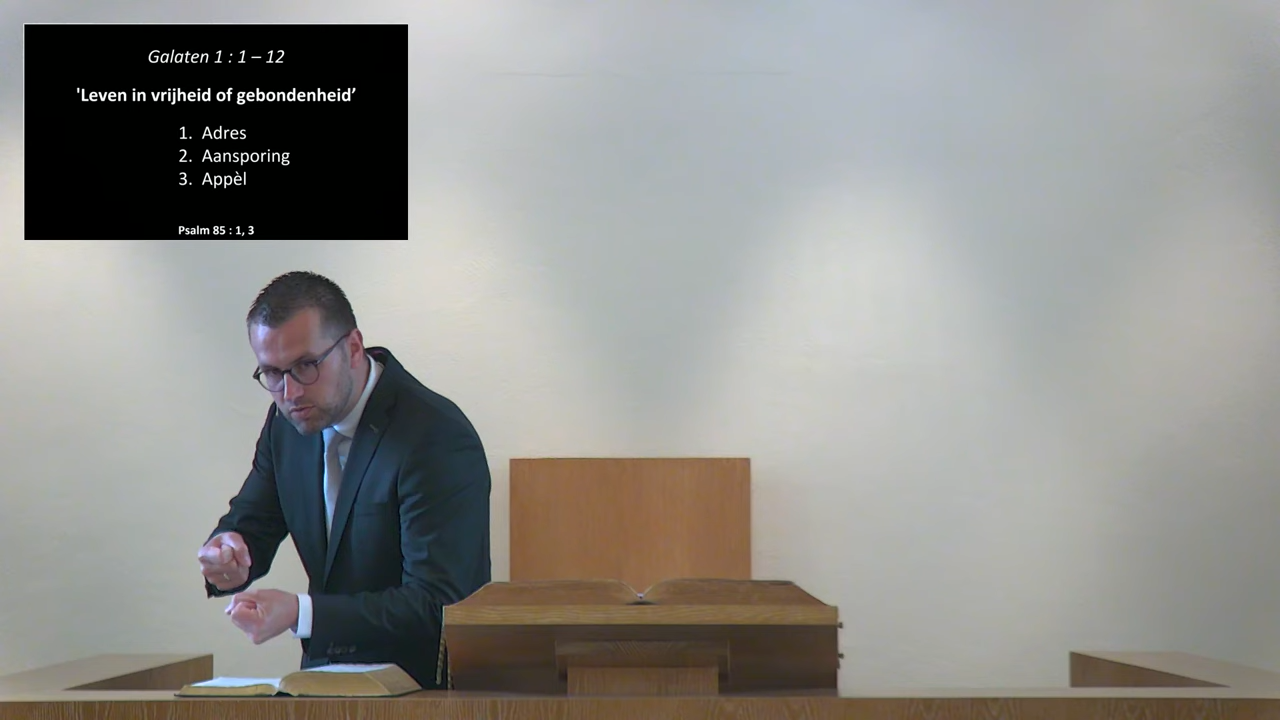 Galaten 1 : 1 – 12
'Leven in vrijheid of gebondenheid’
1. Adres
2. Aansporing
3. Appèl
Psalm 85 : 1, 3